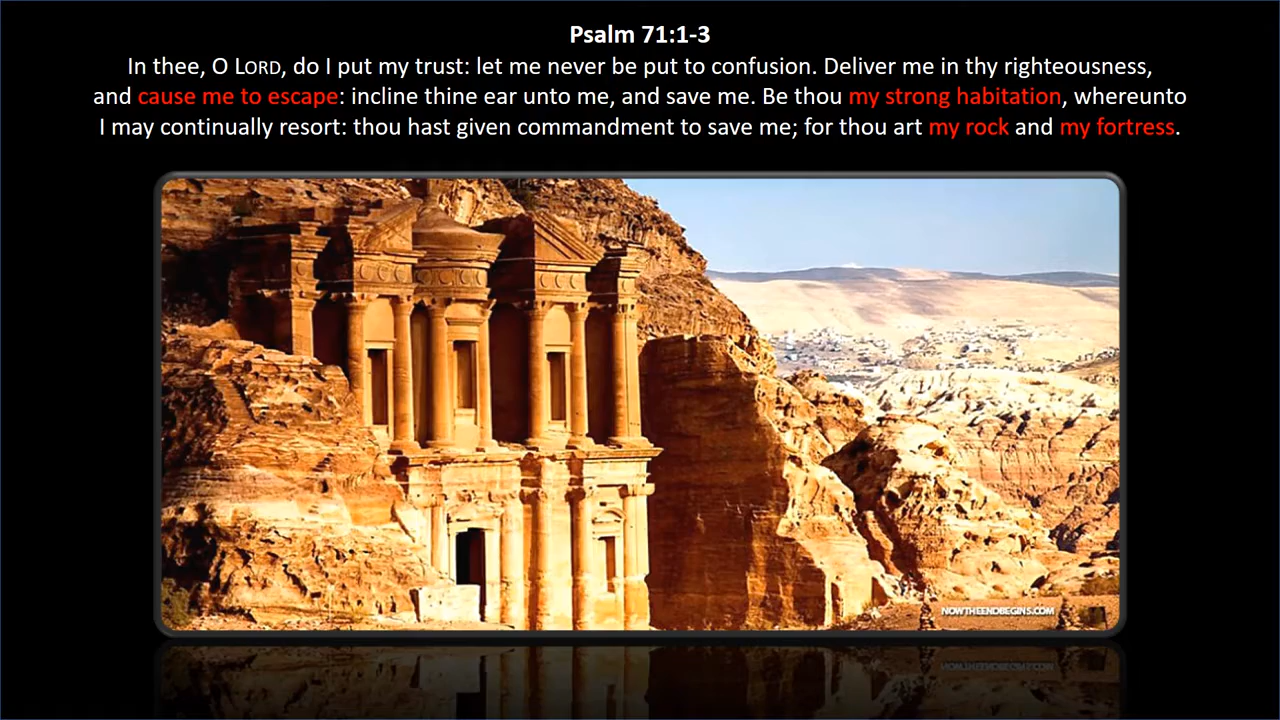 Psalm 71:1-3
In thee, O LORD, do I put my trust: let me never be put to confusion. Deliver me in thy righteousness,
and cause me to escape: incline thine ear unto me, and save me. Be thou my strong habitation, whereunto
I may continually resort: thou hast given commandment to save me; for thou art my rock and my fortress.
NOWTHEENDBEGINS.COM